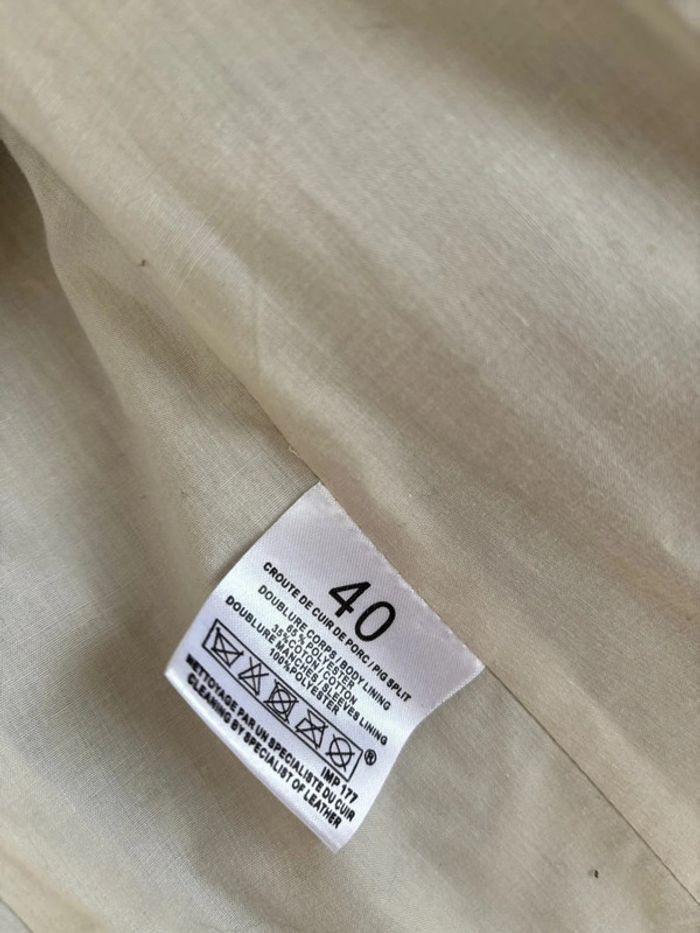 40
CROUTE DE CUIR DE PORC / PIG SPLIT
DOUBLURE CORPS / BODY LINING
65% POLYESTER
35% COTON / COTTON
DOUBLURE MANCHES / SLEEVES LINING
100% POLYESTER
®
IMP 177
NETTOYAGE PAR UN SPECIALISTE DU CUIR
CLEANING BY SPECIALIST OF LEATHER